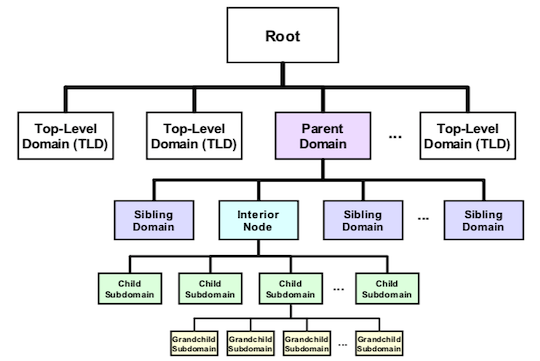 Root
Top-Level
Domain (TLD)
Top-Level
Domain (TLD)
Parent
Domain
...
Top-Level
Domain (TLD)
Sibling
Domain
Interior
Node
Sibling
Domain
...
Sibling
Domain
Child
Subdomain
Child
Subdomain
Child
Subdomain
...
Child
Subdomain
Grandchild
Subdomain
Grandchild
Subdomain
Grandchild
Subdomain
...
Grandchild
Subdomain